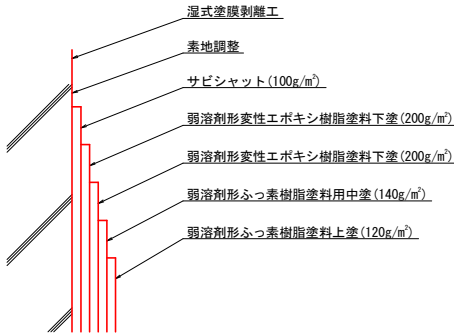 湿式塗膜剥離工
素地調整
サビシャット(100g/㎡)
弱溶剤形変性エポキシ樹脂塗料下塗(200g/㎡)
弱溶剤形変性エポキシ樹脂塗料下塗(200g/㎡)
弱溶剤形ふっ素樹脂塗料用中塗(140g/㎡)
弱溶剤形ふっ素樹脂塗料上塗(120g/㎡)